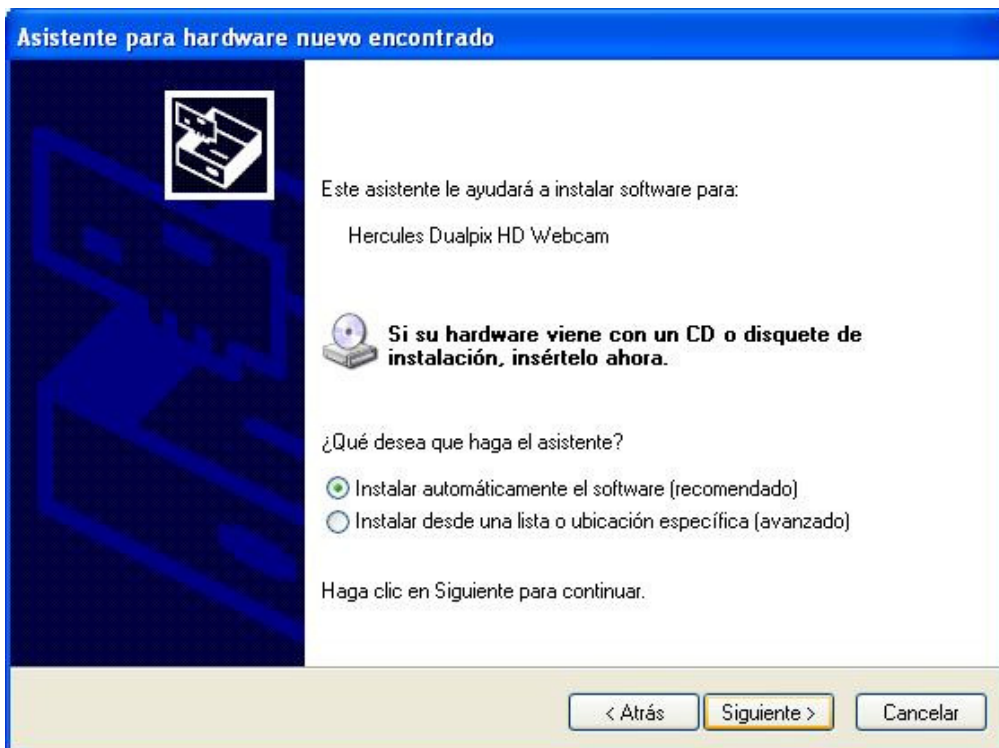 Asistente para hardware nuevo encontrado
Este asistente le ayudará a instalar software para:
Hercules Dualpix HD Webcam
Si su hardware viene con un CD o disquete de
instalación, insértelo ahora.
¿Qué desea que haga el asistente?
Instalar automáticamente el software (recomendado)
Instalar desde una lista o ubicación específica (avanzado)
Haga clic en Siguiente para continuar.
< Atrás
Siguiente >
Cancelar